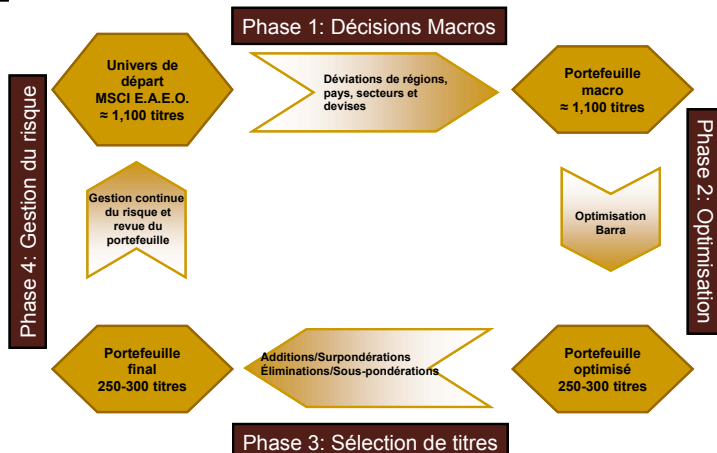 Phase 1: Décisions Macros
Univers de
départ
MSCI E.A.E.O.
≈ 1,100 titres
Déviations de régions,
pays, secteurs et
devises
Portefeuille
macro
≈ 1,100 titres
Phase 2: Optimisation
Optimisation
Barra
Portefeuille
optimisé
250-300 titres
Phase 3: Sélection de titres
Additions/Surpondérations
Éliminations/Sous-pondérations
Portefeuille
final
250-300 titres
Phase 4: Gestion du risque
Gestion continue
du risque et
revue du
portefeuille